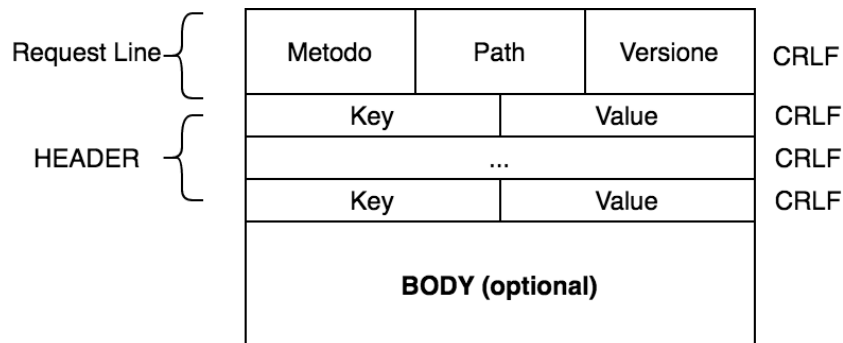 Request Line Metodo Path Versione CRLF
Key Value CRLF
HEADER ... CRLF
Key Value CRLF
BODY (optional)